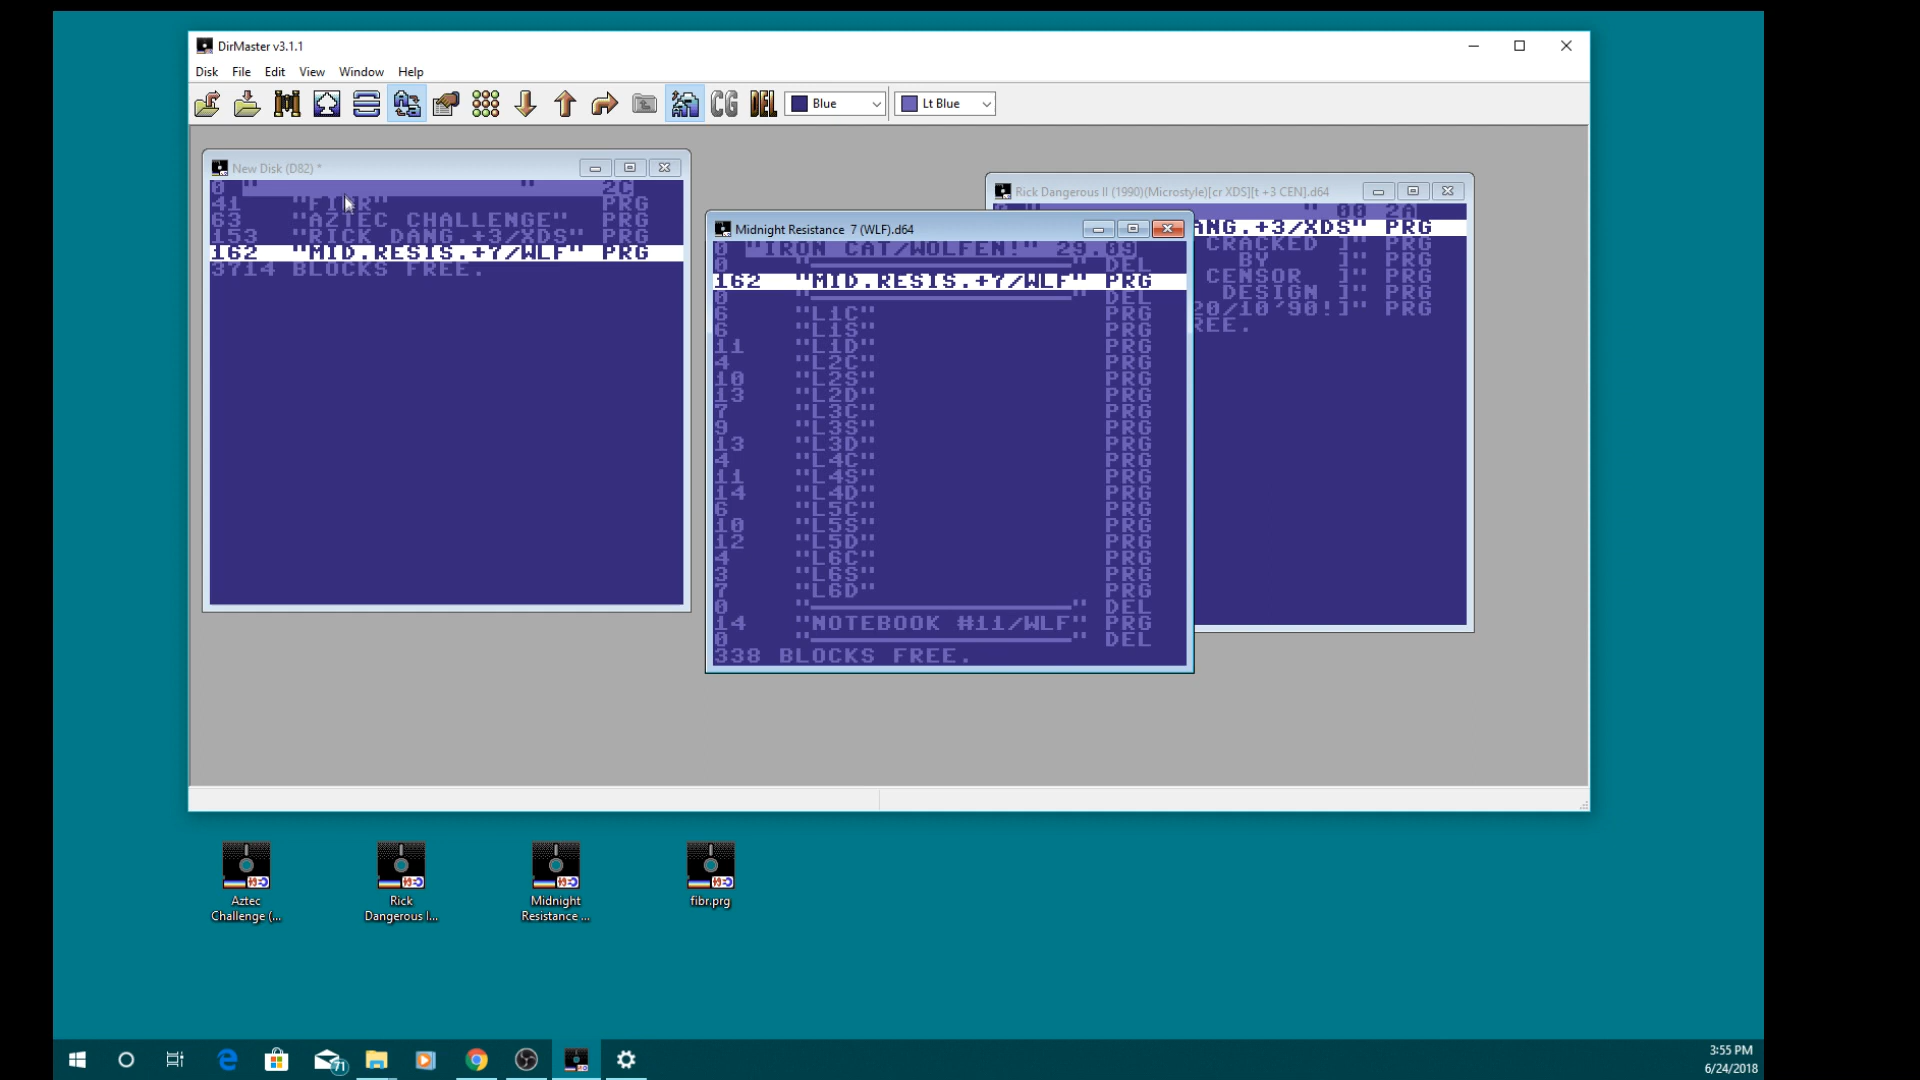 DirMaster v3.1.1
Disk File Edit View Window Help
CG DEL Blue Lt Blue
New Disk (D82) *
0 " " 2C
41 "FIBR" PRG
63 "AZTEC CHALLENGE" PRG
153 "RICK DANG.+3/XDS" PRG
162 "MID.RESIS.+7/WLF" PRG
3714 BLOCKS FREE.
Midnight Resistance 7 (WLF).d64
0 "IRON CAT/WOLFEN!" 29.09
0 "────────────────" DEL
162 "MID.RESIS.+7/WLF" PRG
0 "────────────────" DEL
6 "L1C" PRG
6 "L1S" PRG
11 "L1D" PRG
4 "L2C" PRG
10 "L2S" PRG
13 "L2D" PRG
7 "L3C" PRG
9 "L3S" PRG
13 "L3D" PRG
4 "L4C" PRG
11 "L4S" PRG
14 "L4D" PRG
6 "L5C" PRG
10 "L5S" PRG
12 "L5D" PRG
4 "L6C" PRG
3 "L6S" PRG
7 "L6D" PRG
0 "────────────────" DEL
14 "NOTEBOOK #11/WLF" PRG
0 "────────────────" DEL
338 BLOCKS FREE.
Rick Dangerous II (1990)(Microstyle)[cr XDS][t +3 CEN].d64
0 " " 00 2A
ANG.+3/XDS" PRG
CRACKED ]" PRG
BY ]" PRG
CENSOR ]" PRG
DESIGN ]" PRG
20/10'90!]" PRG
REE.
Aztec
Challenge (...
Rick
Dangerous I...
Midnight
Resistance ...
fibr.prg
71
3:55 PM
6/24/2018